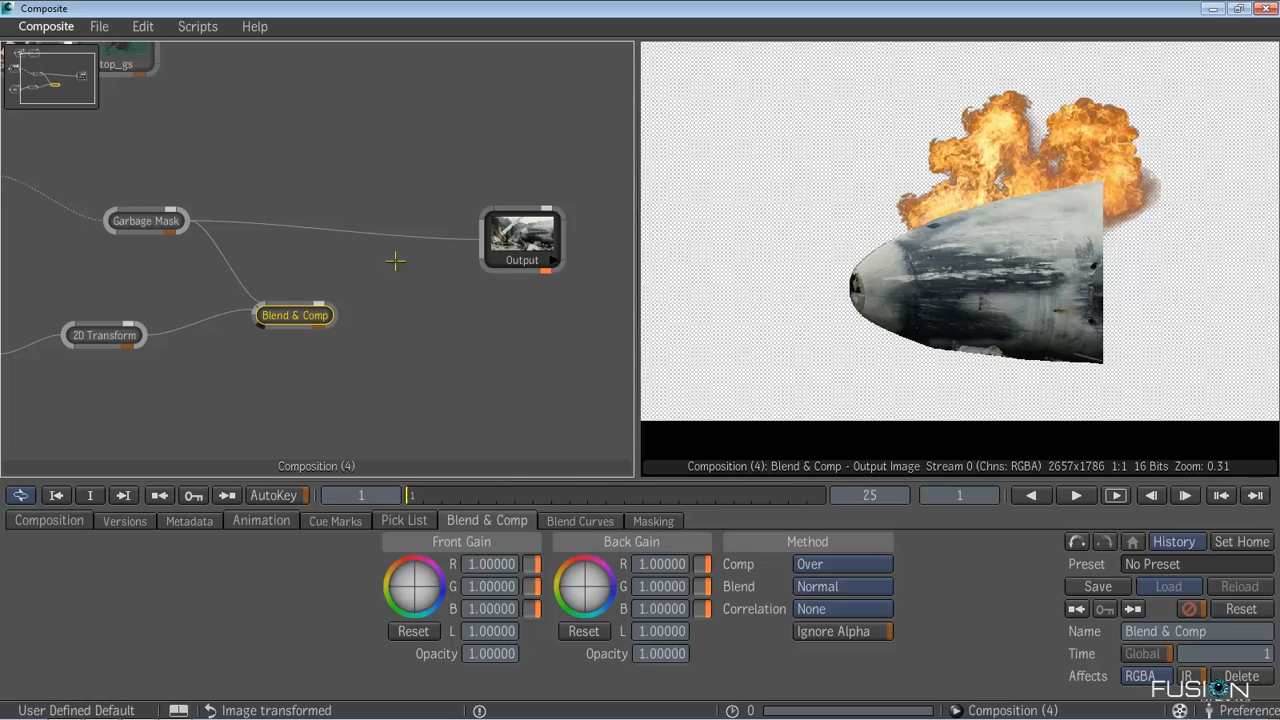 Composite
Composite File Edit Scripts Help
top_gs
Garbage Mask
Output
Blend & Comp
2D Transform
Composition (4)
Composition (4): Blend & Comp - Output Image Stream 0 (Chns: RGBA) 2657x1786 1:1 16 Bits Zoom: 0.31
AutoKey 1 1 25 1
Composition Versions Metadata Animation Cue Marks Pick List Blend & Comp Blend Curves Masking
Front Gain Back Gain Method History Set Home
R 1.00000 R 1.00000 Comp Over Preset No Preset
G 1.00000 G 1.00000 Blend Normal Save Load Reload
B 1.00000 B 1.00000 Correlation None Reset
Reset L 1.00000 Reset L 1.00000 Ignore Alpha Name Blend & Comp
Opacity 1.00000 Opacity 1.00000 Time Global 1
Affects RGBA Delete
FUSION
User Defined Default Image transformed 0 Composition (4) Preference